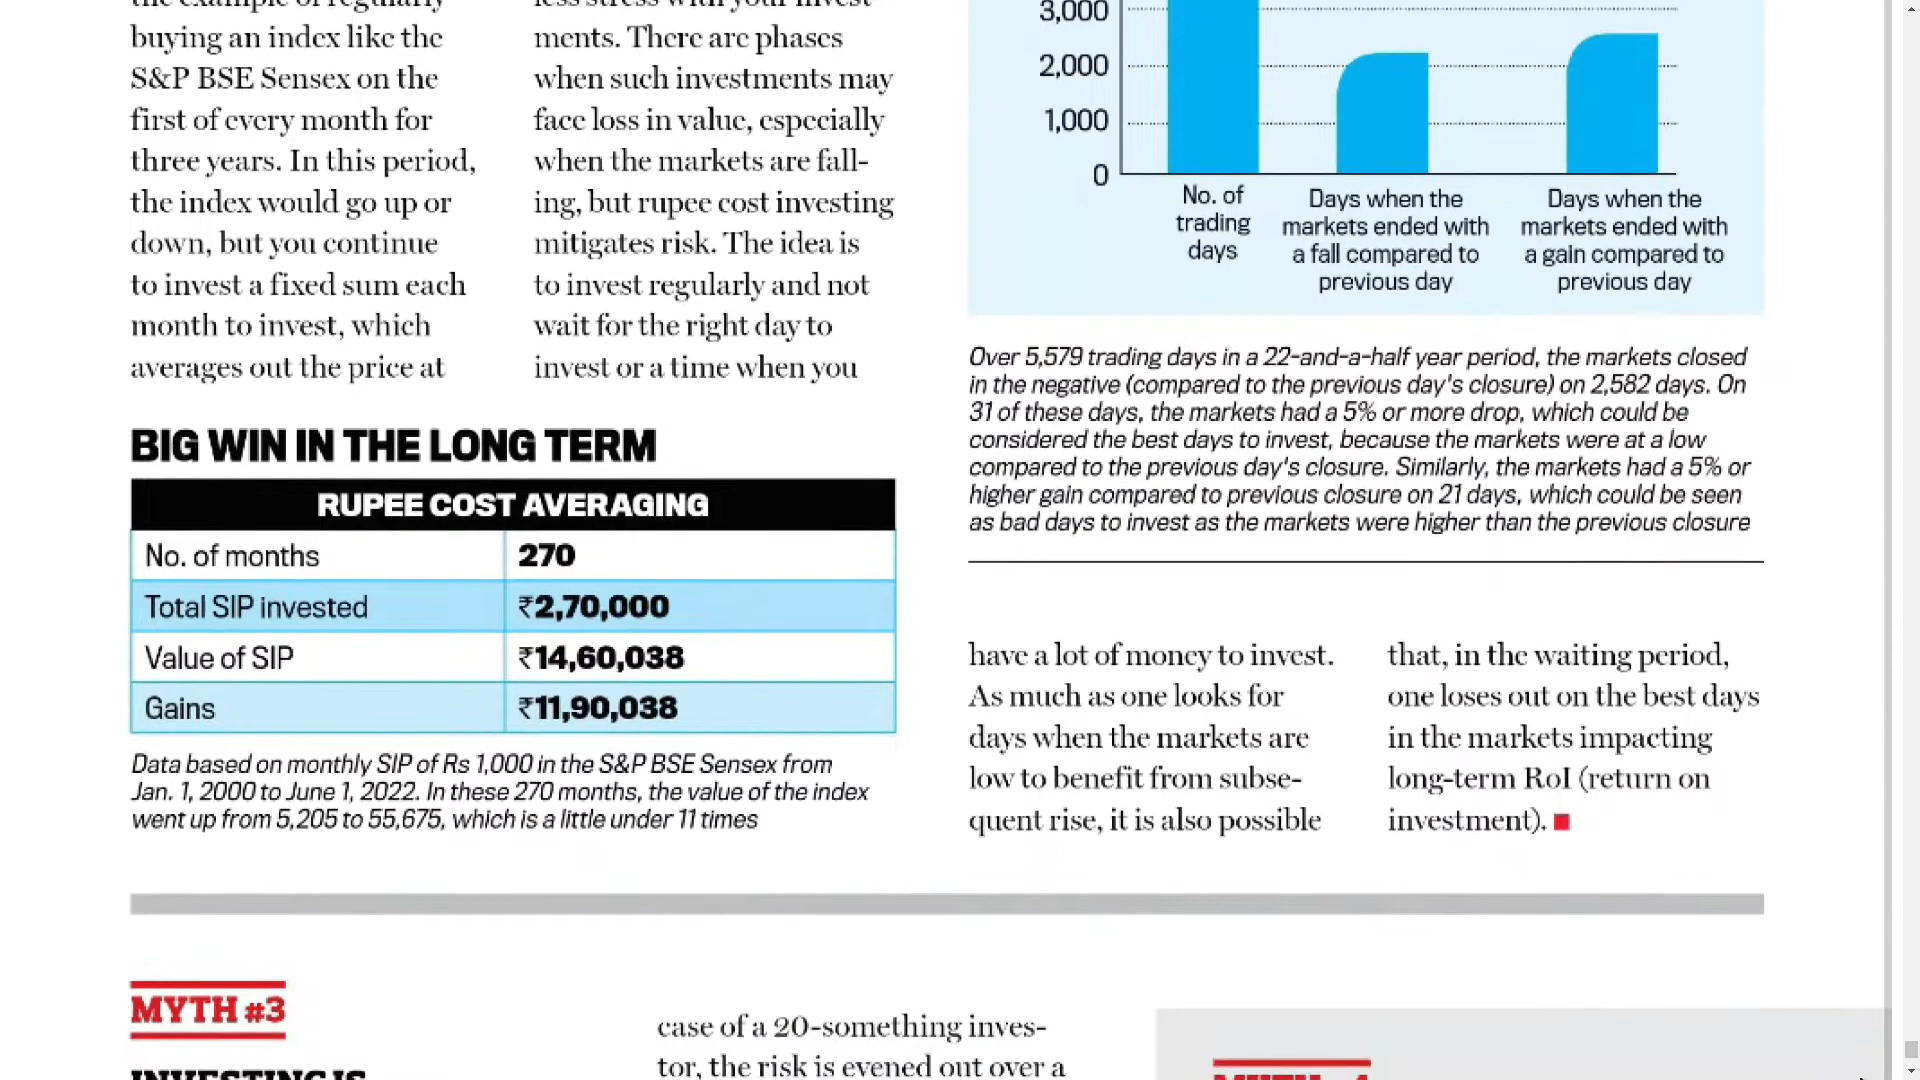 buying an index like the
S&P BSE Sensex on the
first of every month for
three years. In this period,
the index would go up or
down, but you continue
to invest a fixed sum each
month to invest, which
averages out the price at
ments. There are phases
when such investments may
face loss in value, especially
when the markets are fall-
ing, but rupee cost investing
mitigates risk. The idea is
to invest regularly and not
wait for the right day to
invest or a time when you
BIG WIN IN THE LONG TERM
RUPEE COST AVERAGING
No. of months 270
Total SIP invested ₹2,70,000
Value of SIP ₹14,60,038
Gains ₹11,90,038
Data based on monthly SIP of Rs 1,000 in the S&P BSE Sensex from
Jan. 1, 2000 to June 1, 2022. In these 270 months, the value of the index
went up from 5,205 to 55,675, which is a little under 11 times
3,000
2,000
1,000
0
No. of
trading
days
Days when the
markets ended with
a fall compared to
previous day
Days when the
markets ended with
a gain compared to
previous day
Over 5,579 trading days in a 22-and-a-half year period, the markets closed
in the negative (compared to the previous day's closure) on 2,582 days. On
31 of these days, the markets had a 5% or more drop, which could be
considered the best days to invest, because the markets were at a low
compared to the previous day's closure. Similarly, the markets had a 5% or
higher gain compared to previous closure on 21 days, which could be seen
as bad days to invest as the markets were higher than the previous closure
have a lot of money to invest.
As much as one looks for
days when the markets are
low to benefit from subse-
quent rise, it is also possible
that, in the waiting period,
one loses out on the best days
in the markets impacting
long-term RoI (return on
investment).
MYTH #3
INVESTING IS
case of a 20-something inves-
tor, the risk is evened out over a